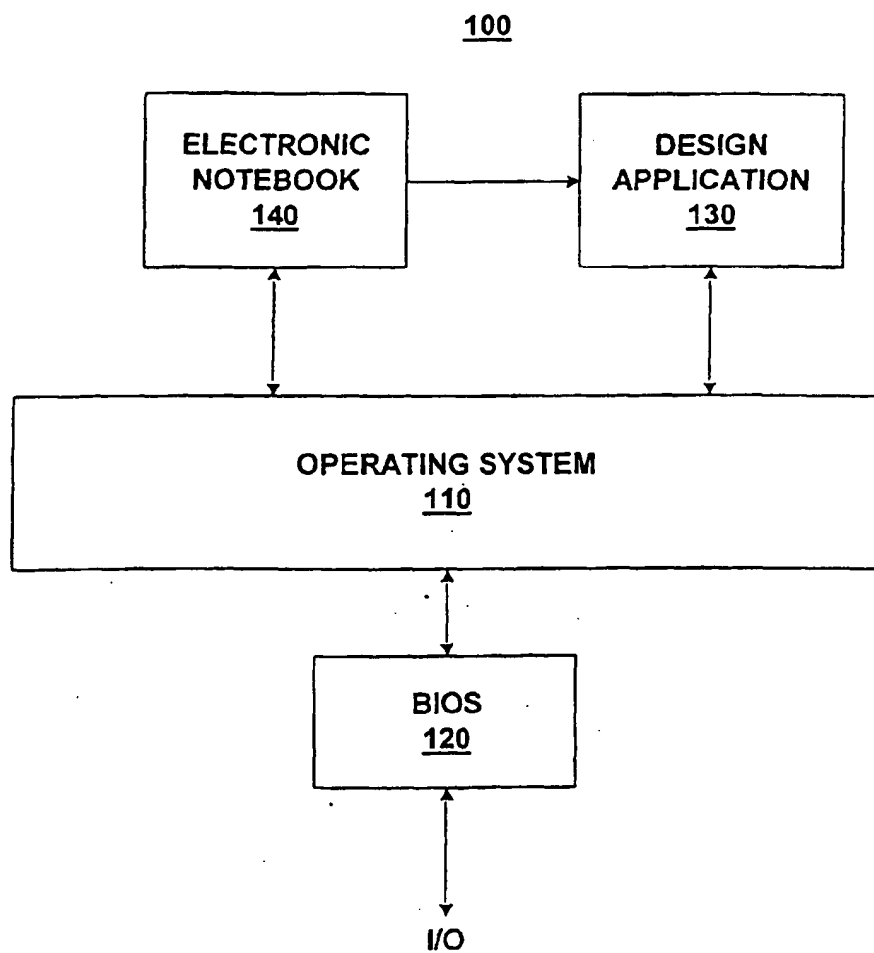 100
ELECTRONIC
NOTEBOOK
140
DESIGN
APPLICATION
130
OPERATING SYSTEM
110
BIOS
120
I/O